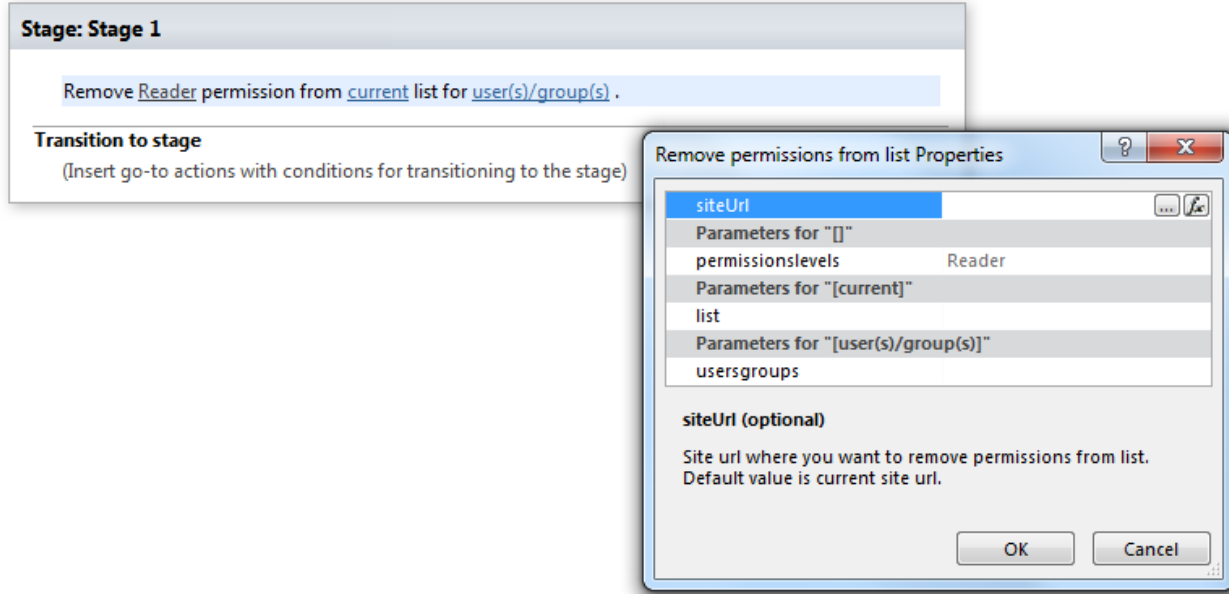 Stage: Stage 1
Remove Reader permission from current list for user(s)/group(s) .
Transition to stage
(Insert go-to actions with conditions for transitioning to the stage)
Remove permissions from list Properties
?
siteUrl ... fx
Parameters for "[]"
permissionslevels Reader
Parameters for "[current]"
list
Parameters for "[user(s)/group(s)]"
usersgroups
siteUrl (optional)
Site url where you want to remove permissions from list.
Default value is current site url.
OK Cancel